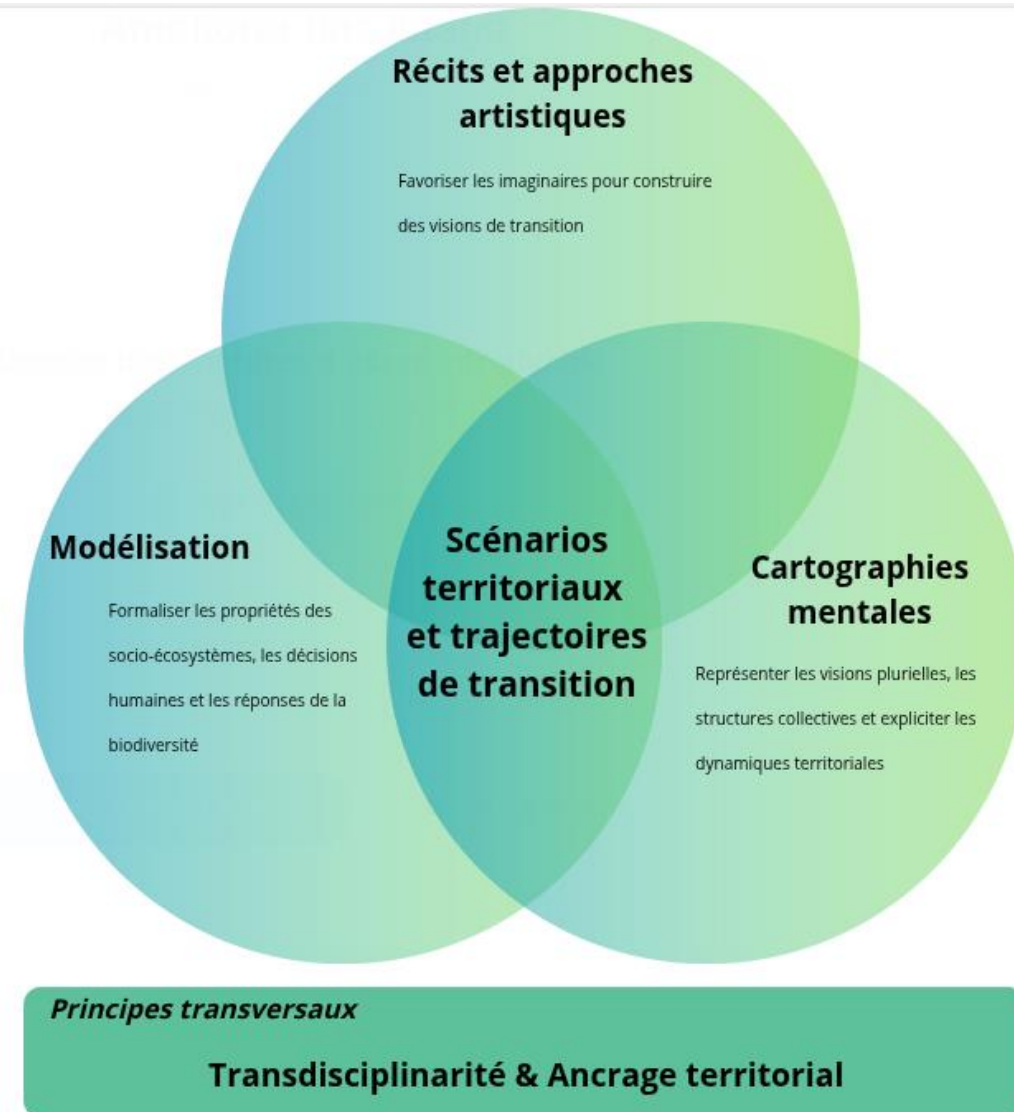 Récits et approches
artistiques
Favoriser les imaginaires pour construire
des visions de transition
Modélisation
Formaliser les propriétés des
socio-écosystèmes, les décisions
humaines et les réponses de la
biodiversité
Scénarios
territoriaux
et trajectoires
de transition
Cartographies
mentales
Représenter les visions plurielles, les
structures collectives et expliciter les
dynamiques territoriales
Principes transversaux
Transdisciplinarité & Ancrage territorial